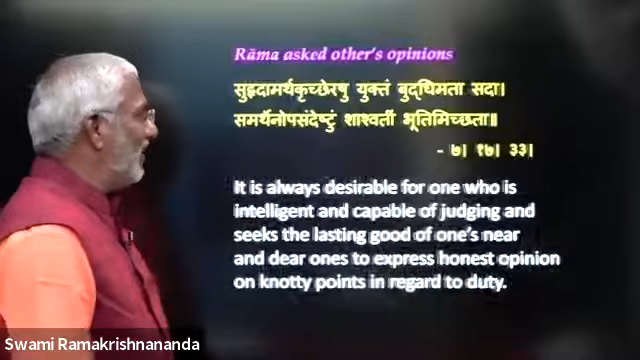 Rāma asked other's opinions
सुहृदामर्थकृच्छ्रेषु युक्तं बुद्धिमता सदा।
समर्थेनोपसंदेष्टुं शाश्वतीं भूतिमिच्छता॥
- ७। १७। ३३।
It is always desirable for one who is
intelligent and capable of judging and
seeks the lasting good of one's near
and dear ones to express honest opinion
on knotty points in regard to duty.
Swami Ramakrishnananda